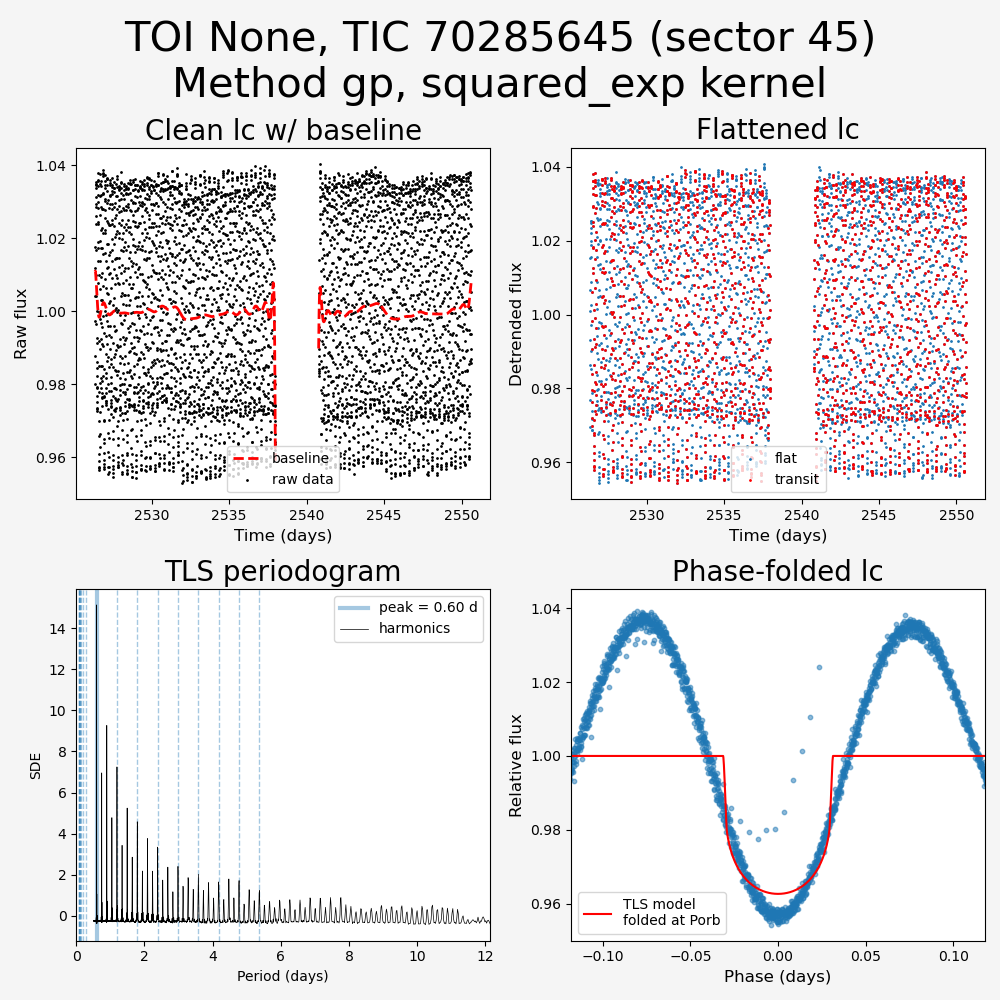 TOI None, TIC 70285645 (sector 45)
Method gp, squared_exp kernel
Clean lc w/ baseline
1.04
1.02
1.00
0.98
0.96
Raw flux
baseline
raw data
2530
2535
2540
2545
2550
Time (days)
Flattened lc
1.04
1.02
1.00
0.98
0.96
Detrended flux
flat
transit
2530
2535
2540
2545
2550
Time (days)
TLS periodogram
peak = 0.60 d
harmonics
14
12
10
8
6
4
2
0
SDE
0
2
4
6
8
10
12
Period (days)
Phase-folded lc
1.04
1.02
1.00
0.98
0.96
Relative flux
TLS model
folded at Porb
−0.10
−0.05
0.00
0.05
0.10
Phase (days)